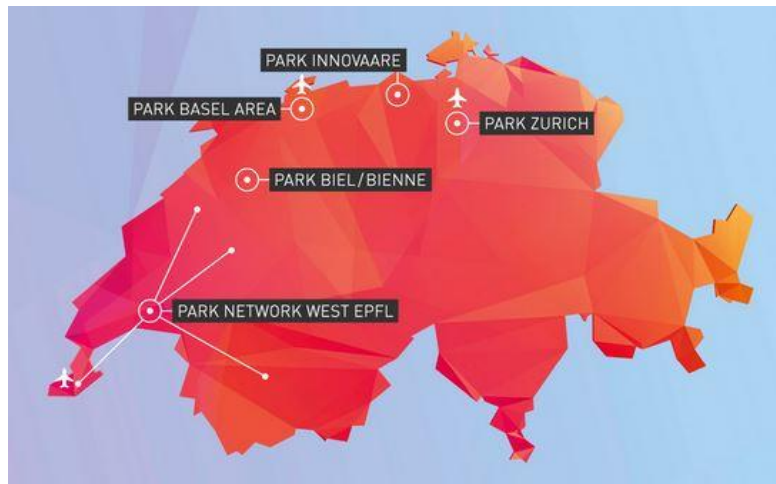 PARK INNOVAARE
PARK BASEL AREA
PARK ZURICH
PARK BIEL/BIENNE
PARK NETWORK WEST EPFL